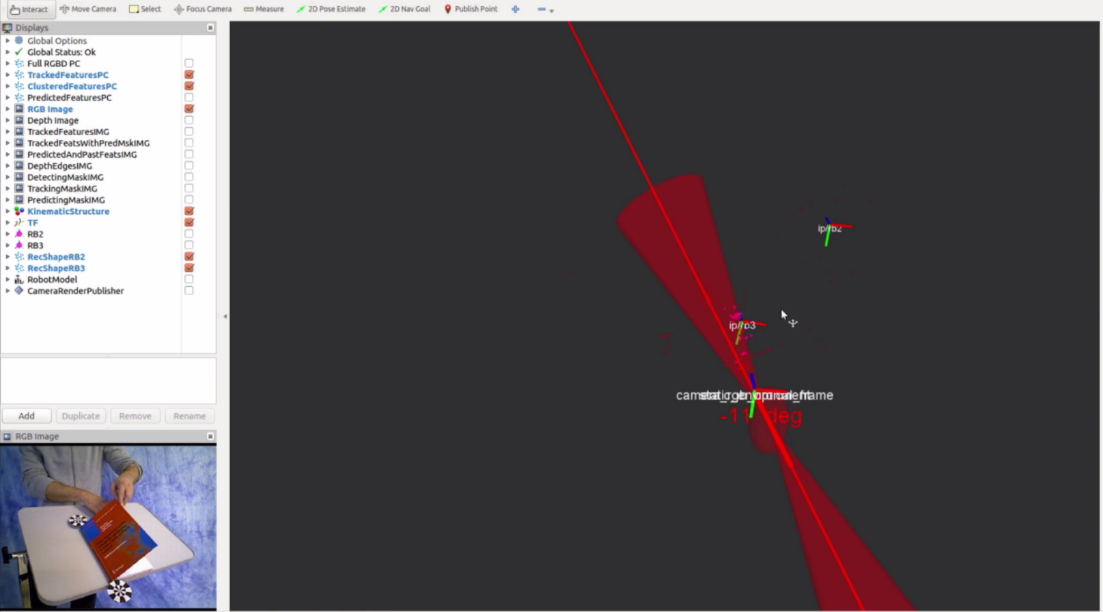 Interact Move Camera Select Focus Camera Measure 2D Pose Estimate 2D Nav Goal Publish Point
Displays
Global Options
Global Status: Ok
Full RGBD PC
TrackedFeaturesPC
ClusteredFeaturesPC
PredictedFeaturesPC
RGB Image
Depth Image
TrackedFeaturesIMG
TrackedFeatsWithPredMskIMG
PredictedAndPastFeatsIMG
DepthEdgesIMG
DetectingMaskIMG
TrackingMaskIMG
PredictingMaskIMG
KinematicStructure
TF
RB2
RB3
RecShapeRB2
RecShapeRB3
RobotModel
CameraRenderPublisher
Add Duplicate Remove Rename
RGB Image
ip/rb2
ip/rb3
-11 deg